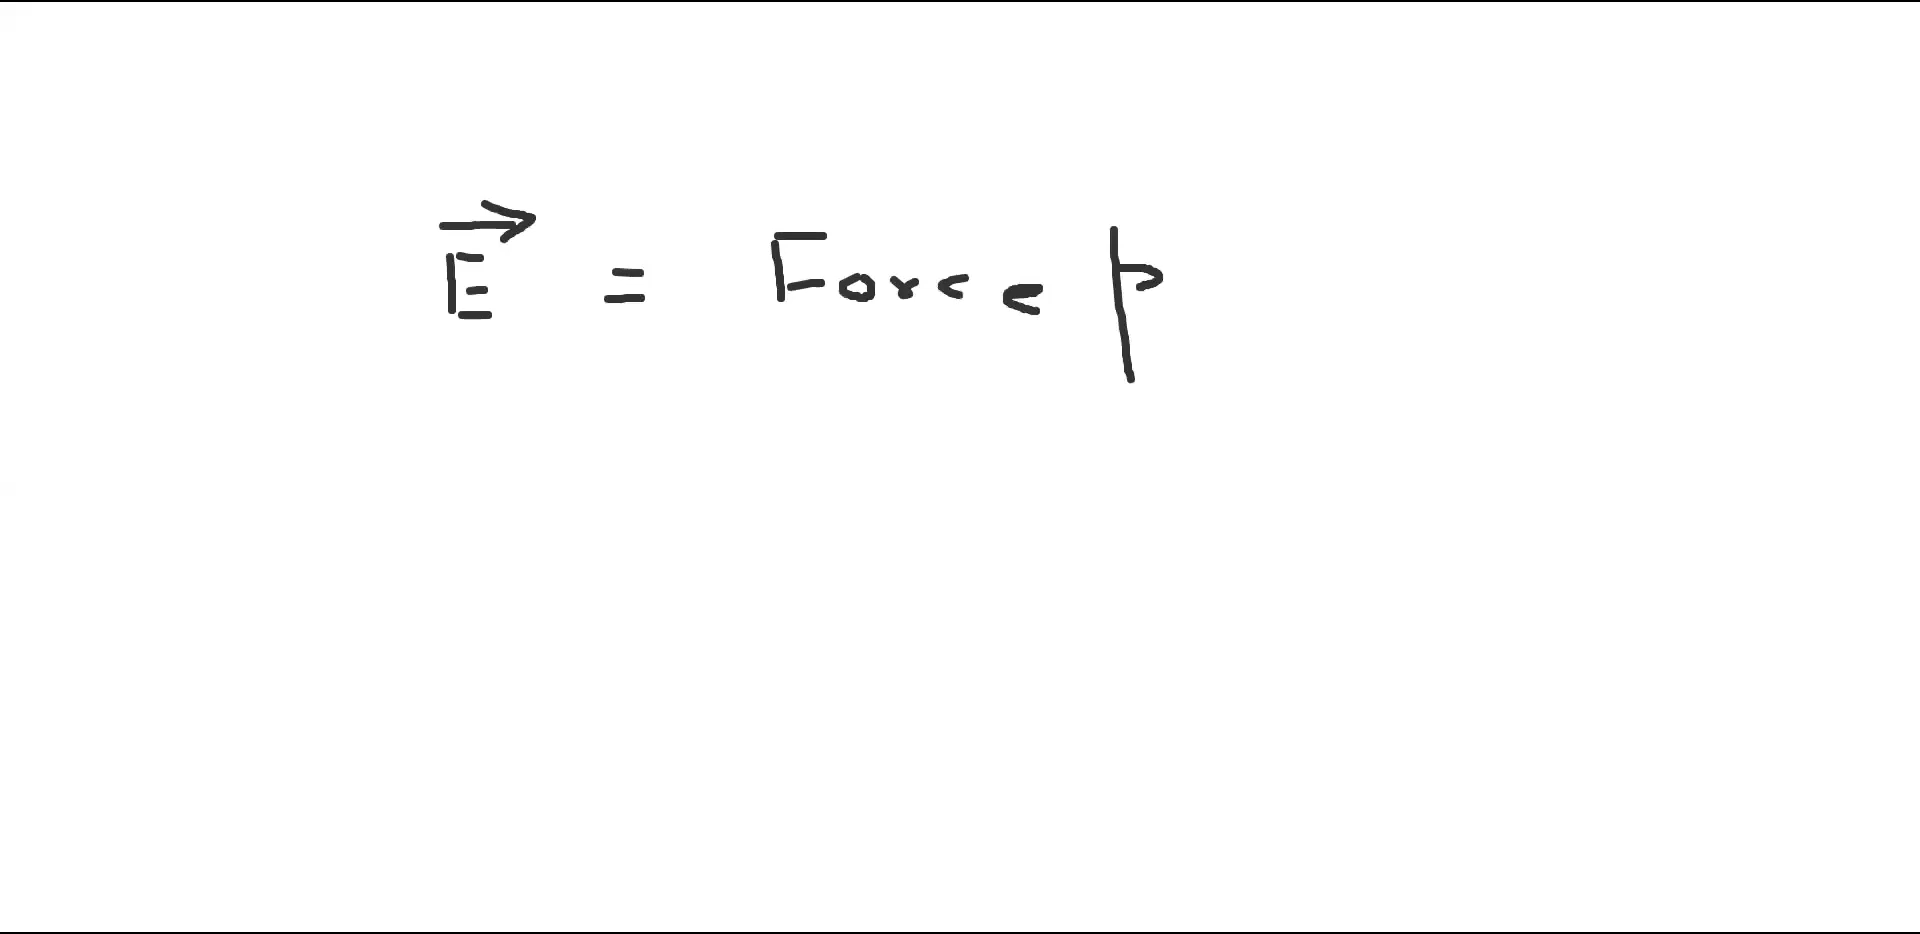 E⃗ = Force p